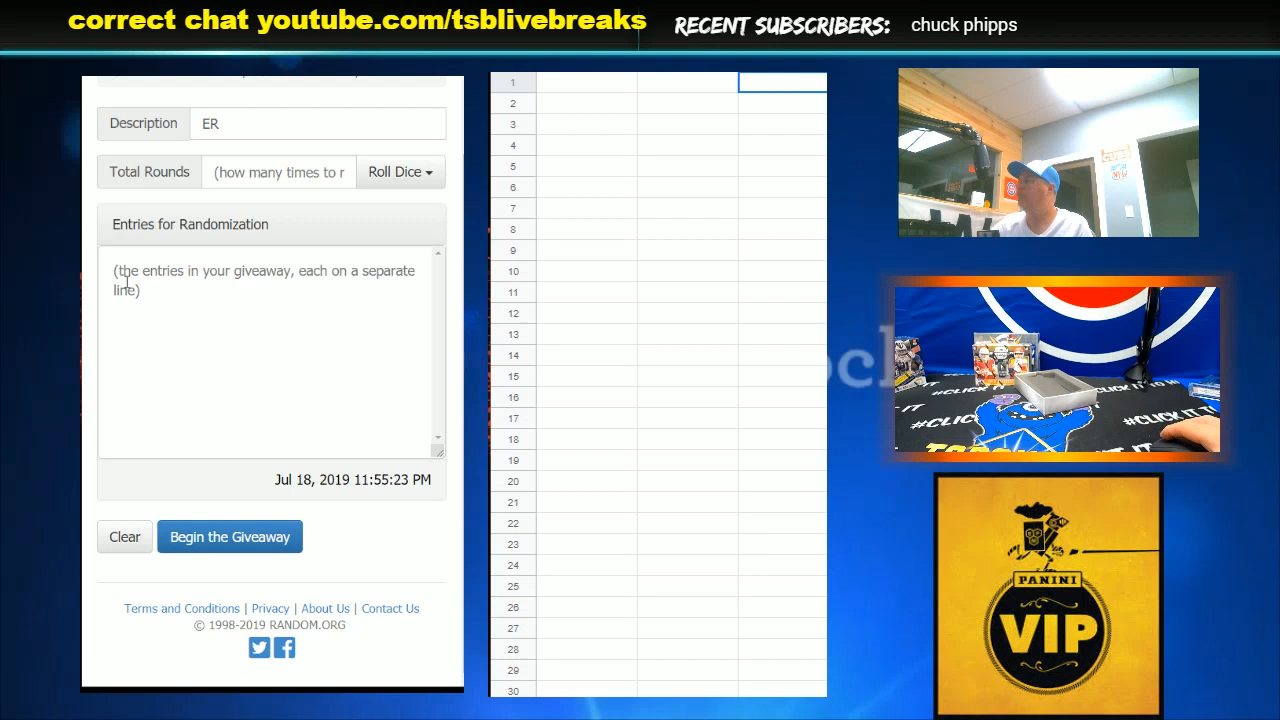 correct chat youtube.com/tsblivebreaks
RECENT SUBSCRIBERS:
chuck phipps
Description
ER
Total Rounds
(how many times to r
Roll Dice
Entries for Randomization
(the entries in your giveaway, each on a separate
line)
Jul 18, 2019 11:55:23 PM
Clear
Begin the Giveaway
Terms and Conditions | Privacy | About Us | Contact Us
© 1998-2019 RANDOM.ORG
1
2
3
4
5
6
7
8
9
10
11
12
13
14
15
16
17
18
19
20
21
22
23
24
25
26
27
28
29
30
CUBS
#CLICK IT
#CLICK
PANINI
VIP